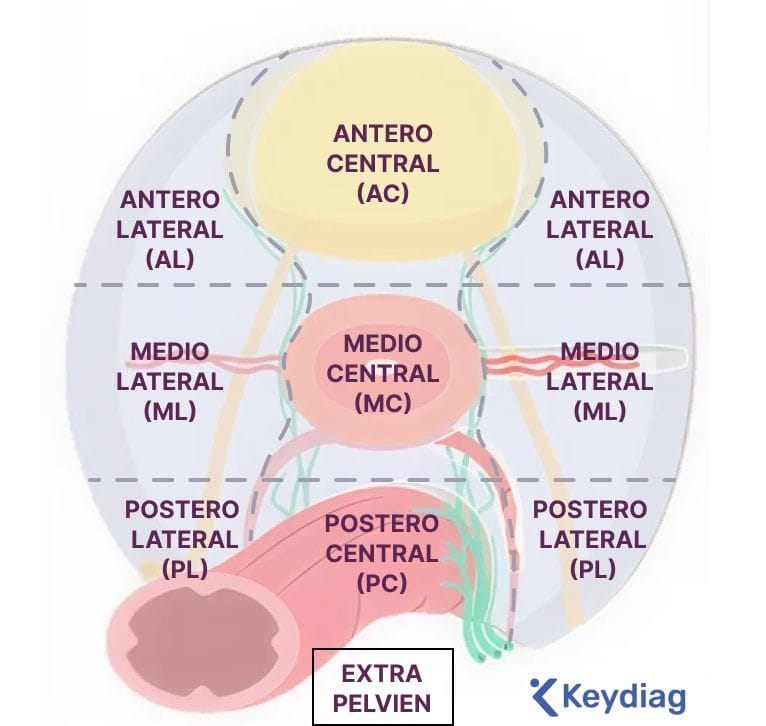 ANTERO
CENTRAL
(AC)
ANTERO
LATERAL
(AL)
ANTERO
LATERAL
(AL)
MEDIO
LATERAL
(ML)
MEDIO
CENTRAL
(MC)
MEDIO
LATERAL
(ML)
POSTERO
LATERAL
(PL)
POSTERO
CENTRAL
(PC)
POSTERO
LATERAL
(PL)
EXTRA
PELVIEN
Keydiag